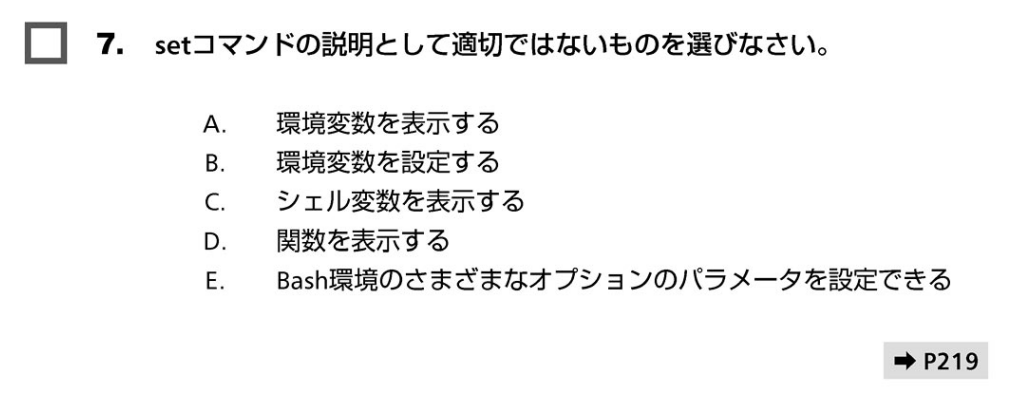 7. setコマンドの説明として適切ではないものを選びなさい。
A. 環境変数を表示する
B. 環境変数を設定する
C. シェル変数を表示する
D. 関数を表示する
E. Bash環境のさまざまなオプションのパラメータを設定できる
➡ P219